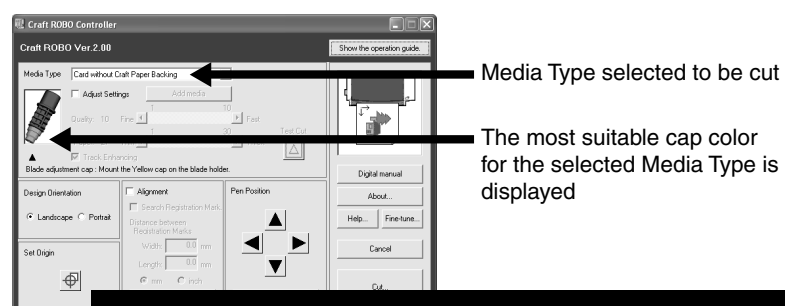 Craft ROBO Controller
Craft ROBO Ver.2.00
Show the operation guide.
Media Type
Card without Craft Paper Backing
Media Type selected to be cut
Adjust Settings
Add media
1
10
Quality: 10
Fine
Fast
1
30
Test Cut
The most suitable cap color
for the selected Media Type is
displayed
Track Enhancing
Blade adjustment cap : Mount the Yellow cap on the blade holder.
Digital manual
About...
Help...
Fine-tune...
Cancel
Cut...
Design Orientation
Landscape
Portrait
Set Origin
Alignment
Search Registration Mark.
Distance between
Registration Marks
Width:
0.0
mm
Length:
0.0
mm
mm
inch
Pen Position